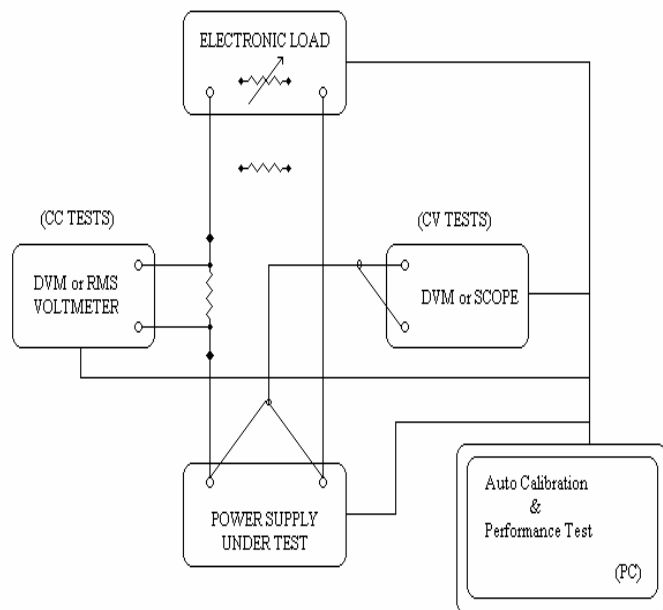 ELECTRONIC LOAD
(CC TESTS)
(CV TESTS)
DVM or RMS
VOLTMETER
DVM or SCOPE
POWER SUPPLY
UNDER TEST
Auto Calibration
&
Performance Test
(PC)